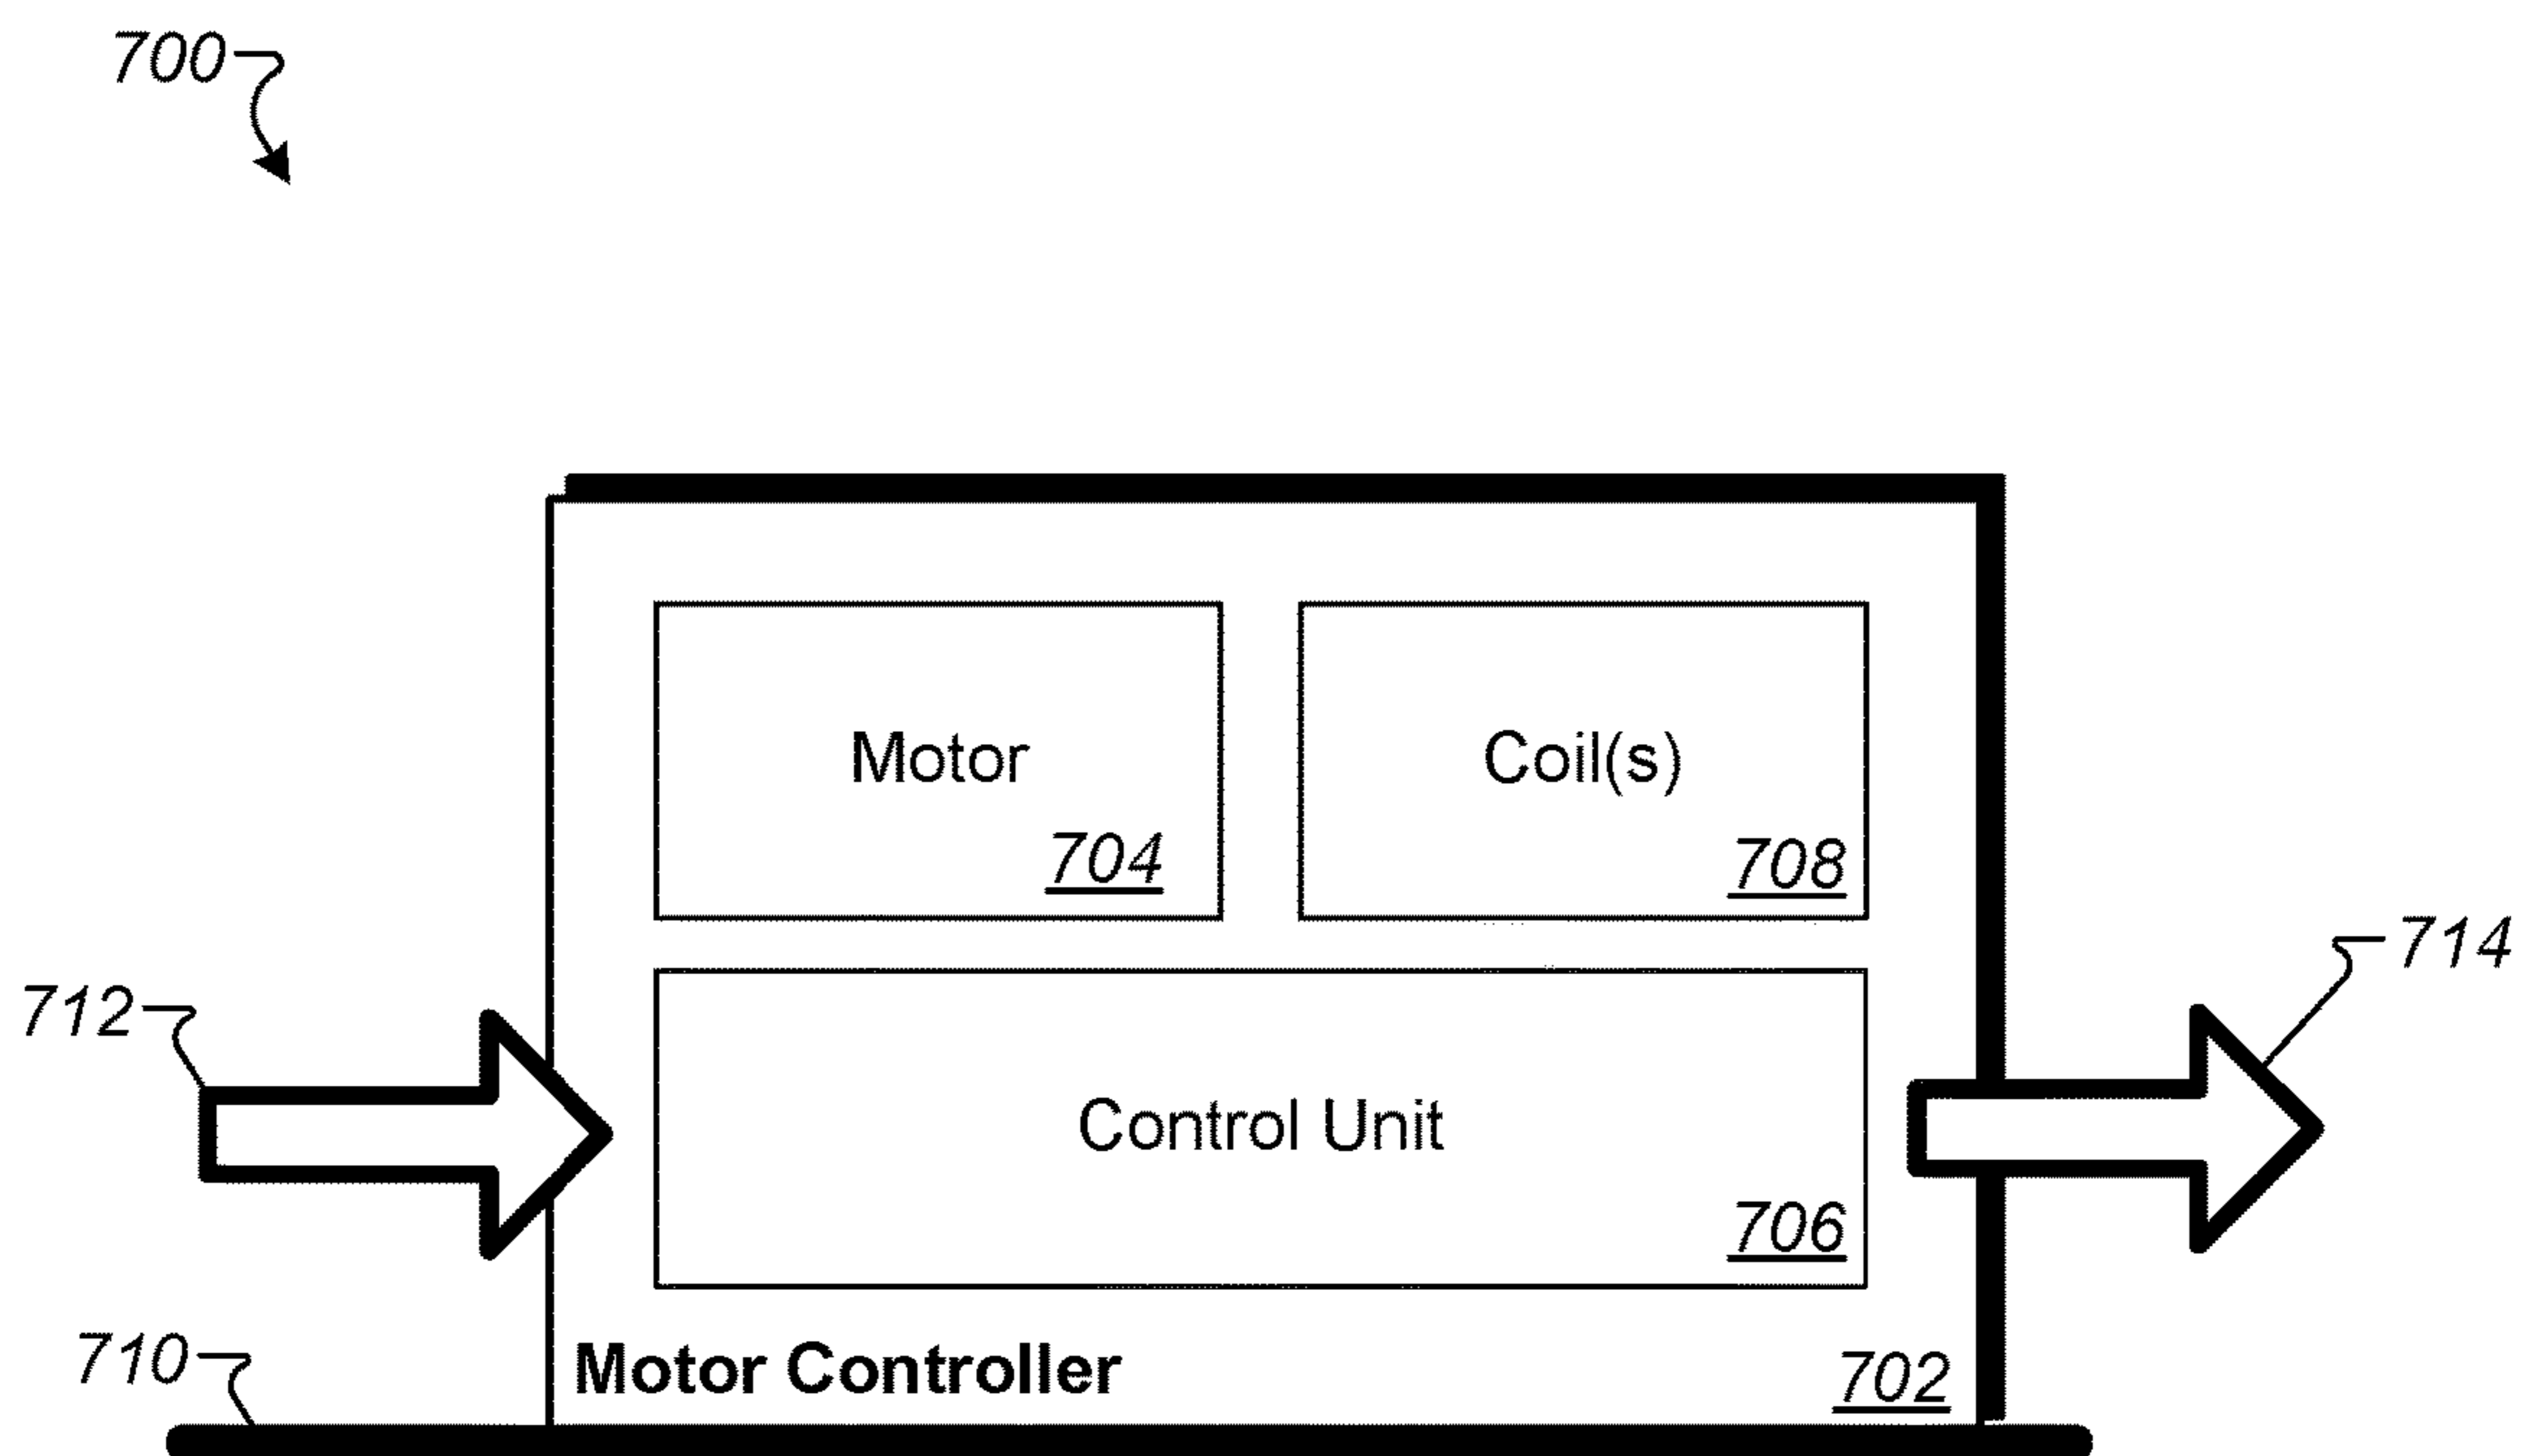 700
Motor
704
Coil(s)
708
714
712
Control Unit
706
710
Motor Controller
702